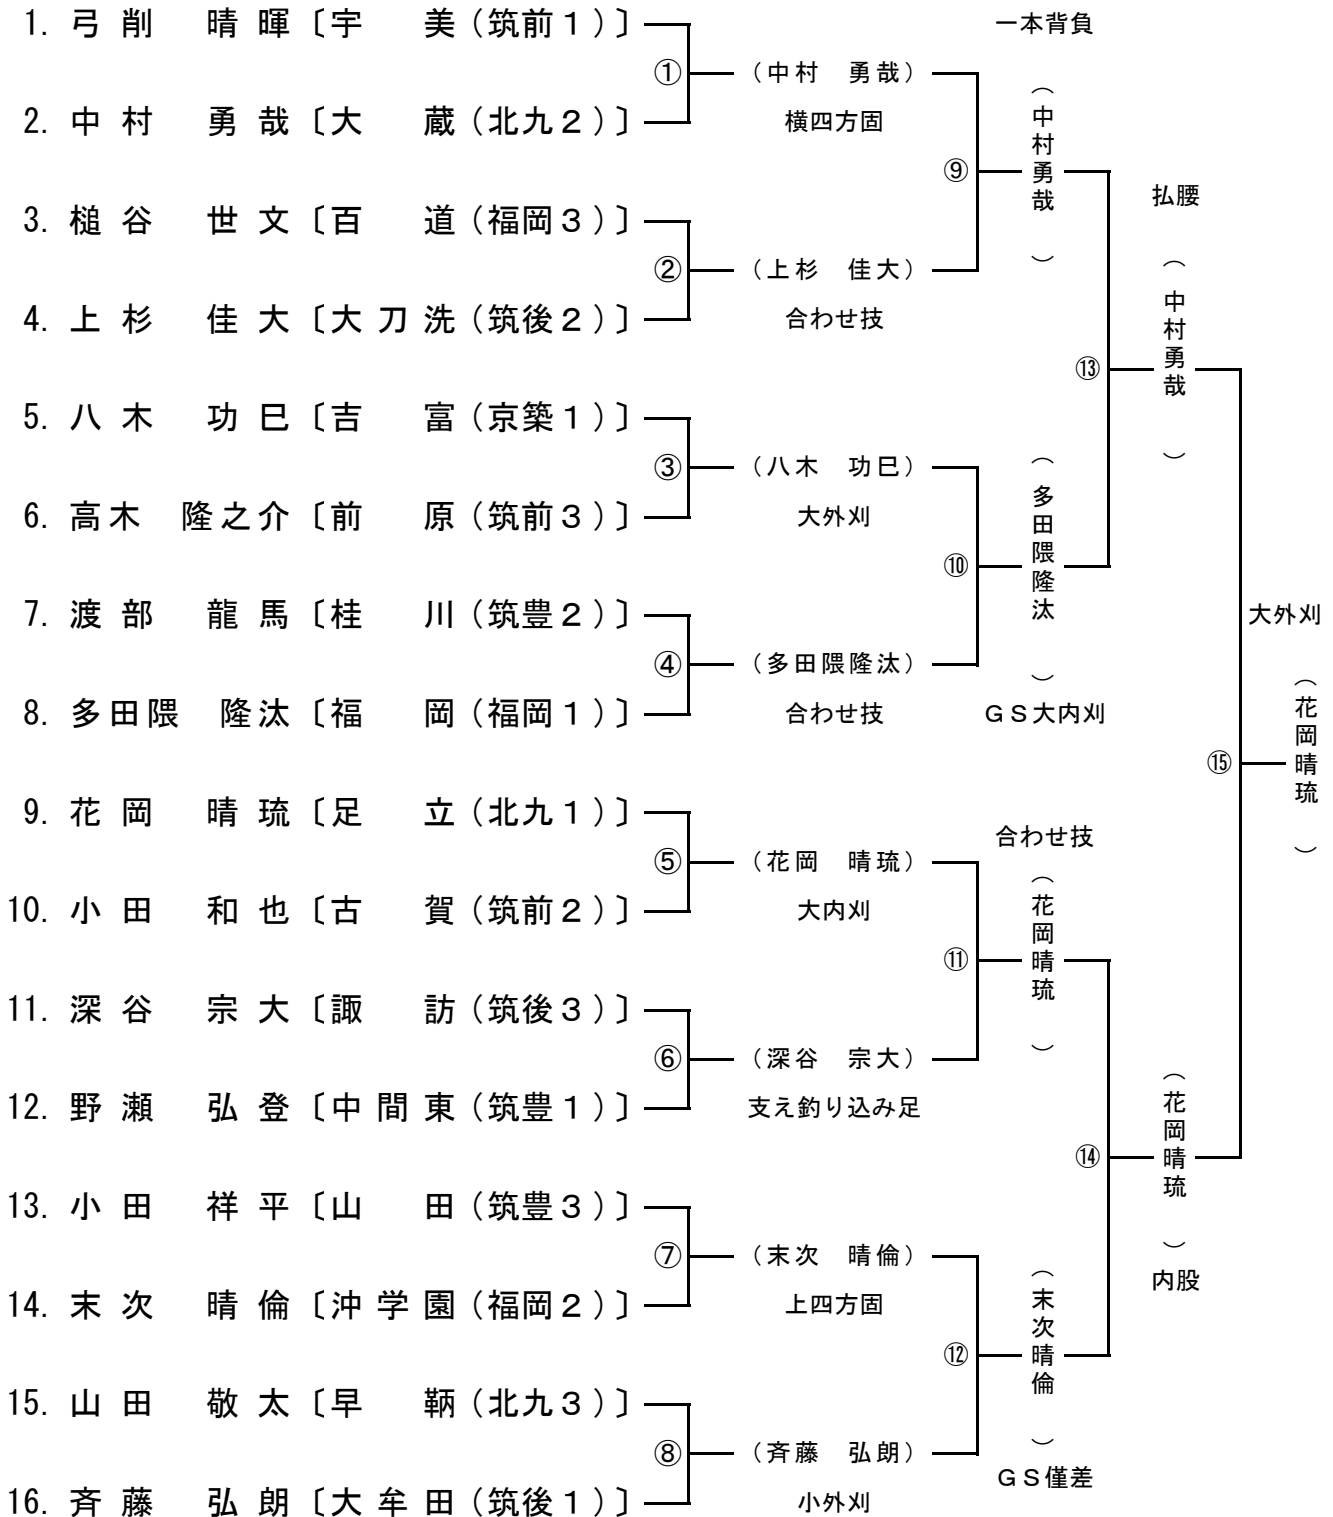 1. 弓削 晴暉〔宇 美（筑前１）〕
一本背負
① （中村 勇哉）
2. 中村 勇哉〔大 蔵（北九２）〕
横四方固
⑨ （中村勇哉）
払腰
3. 槌谷 世文〔百 道（福岡３）〕
② （上杉 佳大）
4. 上杉 佳大〔大刀洗（筑後２）〕
合わせ技
⑬ （中村勇哉）
5. 八木 功巳〔吉 富（京築１）〕
③ （八木 功巳）
6. 高木 隆之介〔前 原（筑前３）〕
大外刈
⑩ （多田隈隆汰）
7. 渡部 龍馬〔桂 川（筑豊２）〕
大外刈
④ （多田隈隆汰）
8. 多田隈 隆汰〔福 岡（福岡１）〕
合わせ技
ＧＳ大内刈
⑮ （花岡晴琉）
9. 花岡 晴琉〔足 立（北九１）〕
合わせ技
⑤ （花岡 晴琉）
10. 小田 和也〔古 賀（筑前２）〕
大内刈
⑪ （花岡晴琉）
11. 深谷 宗大〔諏 訪（筑後３）〕
⑥ （深谷 宗大）
12. 野瀬 弘登〔中間東（筑豊１）〕
支え釣り込み足
⑭ （花岡晴琉）
13. 小田 祥平〔山 田（筑豊３）〕
⑦ （末次 晴倫）
内股
14. 末次 晴倫〔沖学園（福岡２）〕
上四方固
⑫ （末次晴倫）
15. 山田 敬太〔早 鞆（北九３）〕
⑧ （斉藤 弘朗）
ＧＳ僅差
16. 斉藤 弘朗〔大牟田（筑後１）〕
小外刈